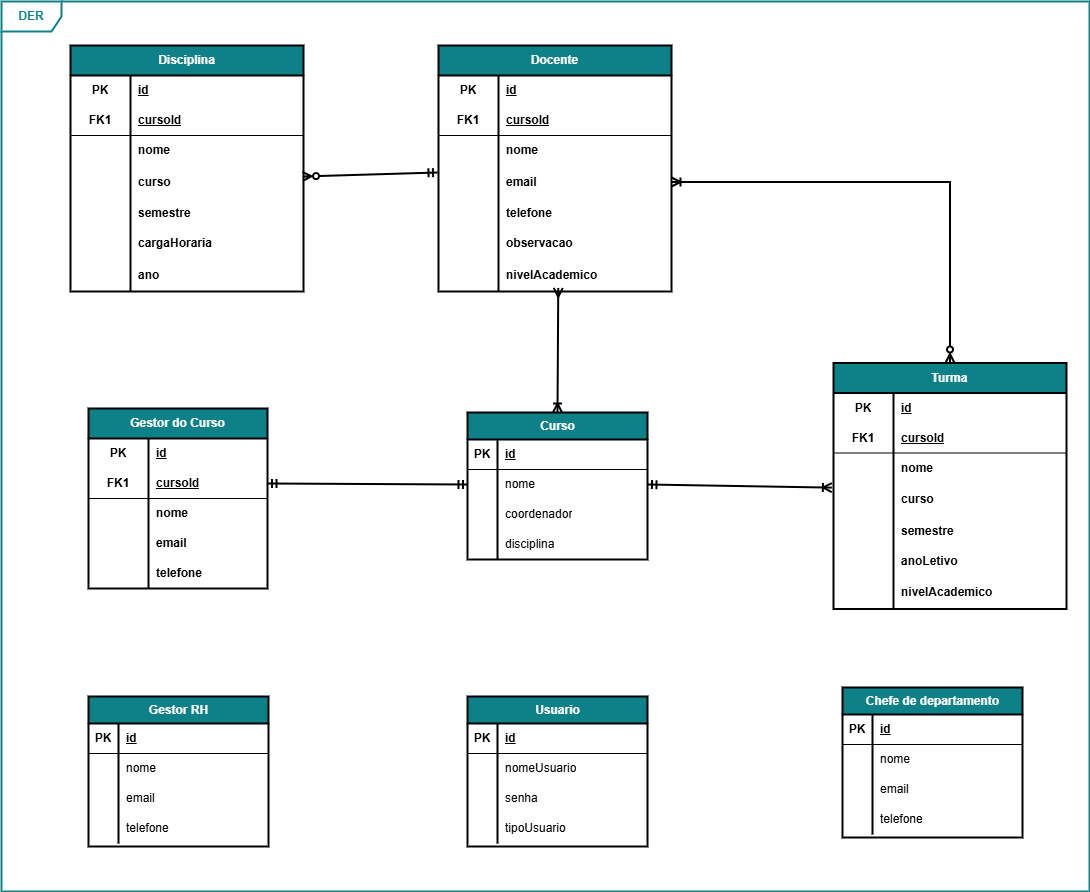 DER
Disciplina
PK id
FK1 cursoId
nome
curso
semestre
cargaHoraria
ano
Docente
PK id
FK1 cursoId
nome
email
telefone
observacao
nivelAcademico
Turma
PK id
FK1 cursoId
nome
curso
semestre
anoLetivo
nivelAcademico
Gestor do Curso
PK id
FK1 cursoId
nome
email
telefone
Curso
PK id
nome
coordenador
disciplina
Gestor RH
PK id
nome
email
telefone
Usuario
PK id
nomeUsuario
senha
tipoUsuario
Chefe de departamento
PK id
nome
email
telefone